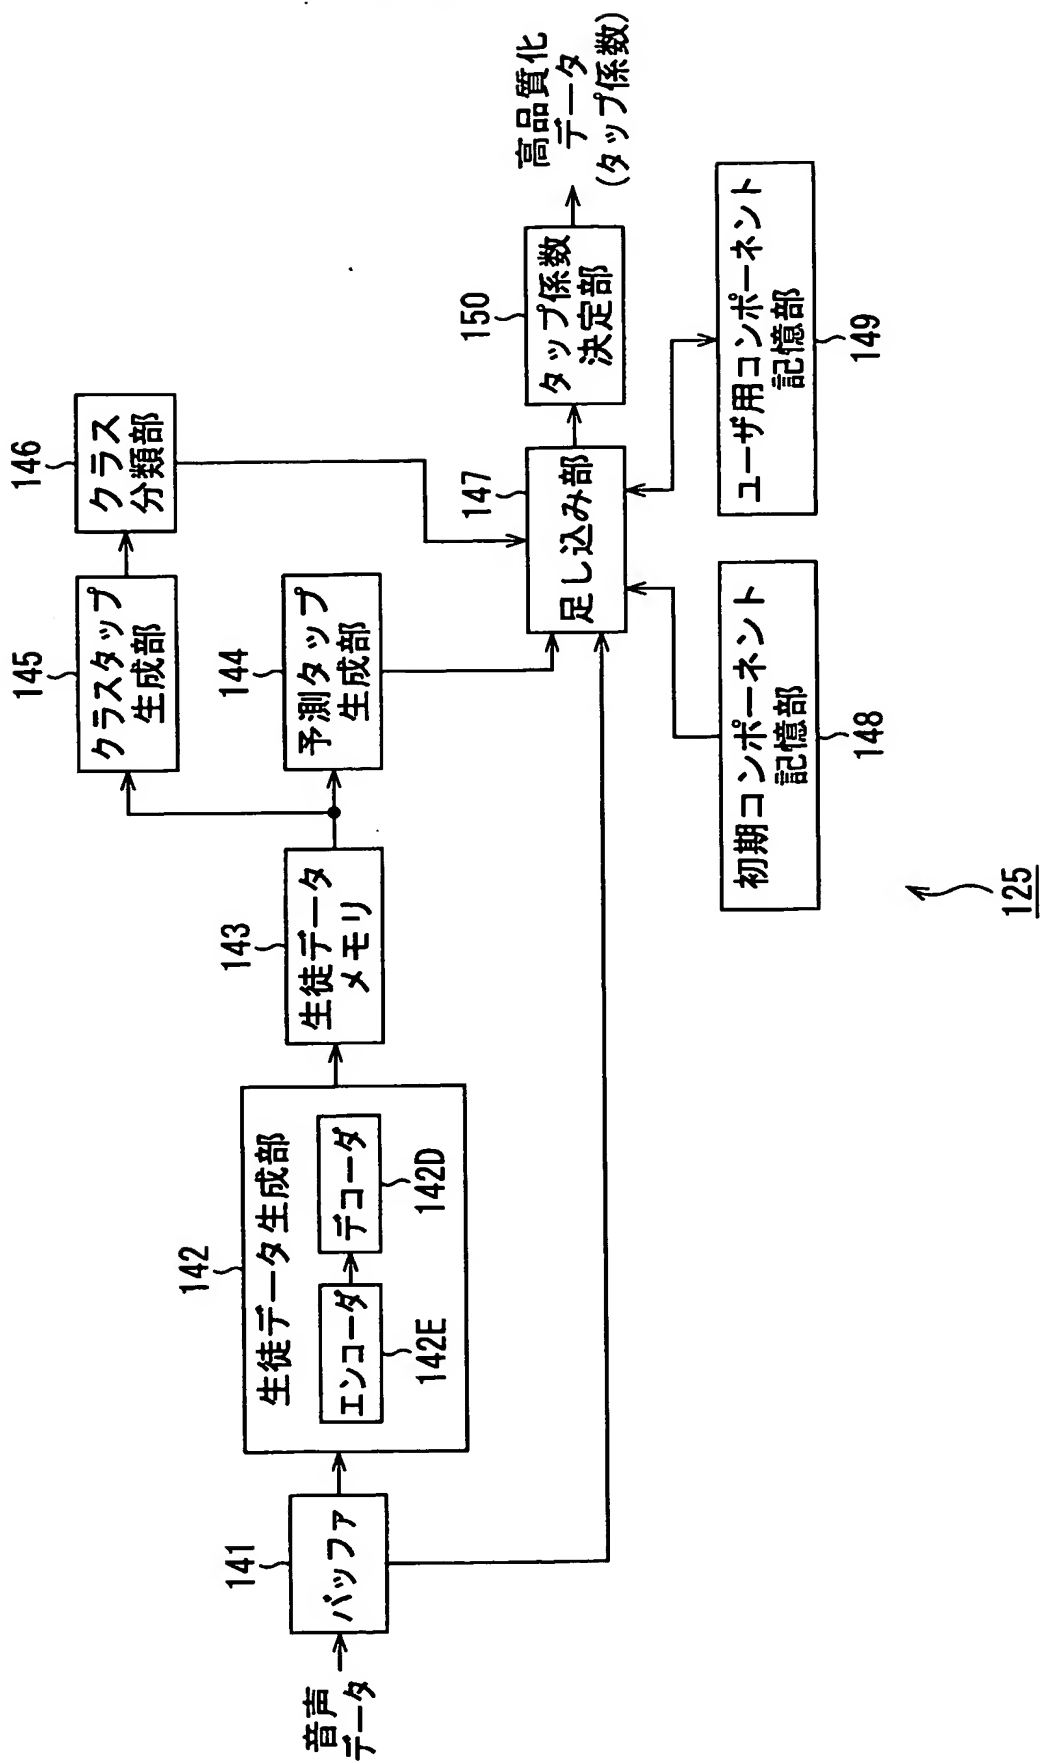 音声
データ
141
バッファ
142
生徒データ生成部
エンコーダ
142E
デコーダ
142D
143
生徒データ
メモリ
144
予測タップ
生成部
145
クラスタップ
生成部
146
クラス
分類部
147
足し込み部
初期コンポーネント
記憶部
148
ユーザ用コンポーネント
記憶部
149
150
タップ係数
決定部
高品質化
データ
(タップ係数)
125